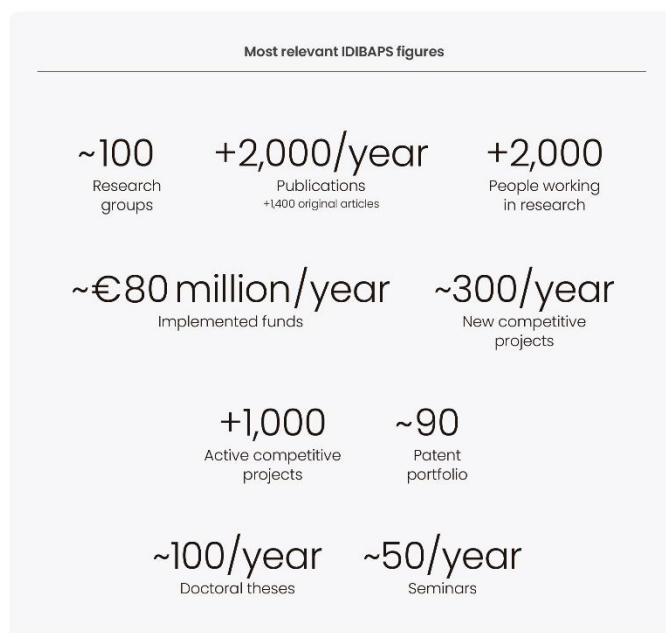 Most relevant IDIBAPS figures
~100
Research
groups
+2,000/year
Publications
+1,400 original articles
+2,000
People working
in research
~€80 million/year
Implemented funds
~300/year
New competitive
projects
+1,000
Active competitive
projects
~90
Patent
portfolio
~100/year
Doctoral theses
~50/year
Seminars